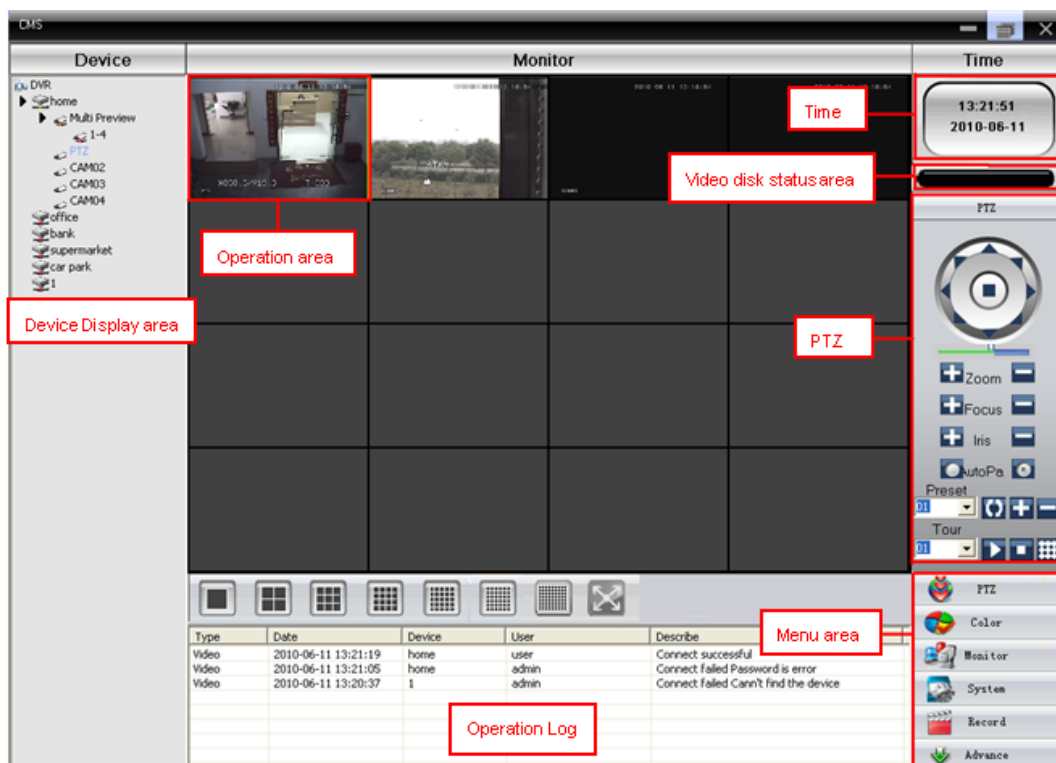 CMS
Device
Monitor
Time
DVR
home
Multi Preview
1-4
PTZ
CAM02
CAM03
CAM04
office
bank
supermarket
car park
1
Device Display area
Operation area
Time
13:21:51
2010-06-11
Video disk status area
PTZ
PTZ
Zoom
Focus
Iris
AutoPa
Preset
01
Tour
01
Menu area
PTZ
Color
Monitor
System
Record
Advance
Type Date Device User Describe
Video 2010-06-11 13:21:19 home user Connect successful
Video 2010-06-11 13:21:05 home admin Connect failed Password is error
Video 2010-06-11 13:20:37 1 admin Connect failed Cann't find the device
Operation Log